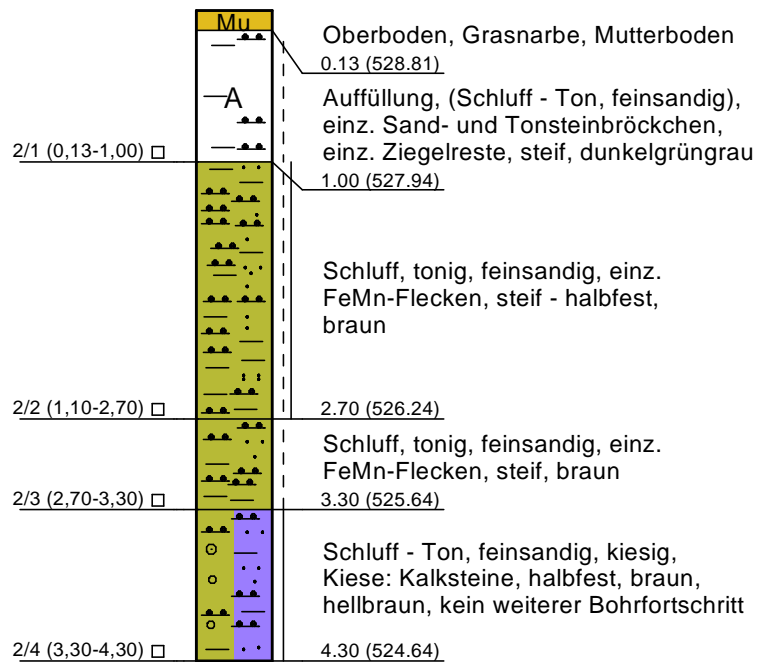 Mu
Oberboden, Grasnarbe, Mutterboden
0.13 (528.81)
A
Auffüllung, (Schluff - Ton, feinsandig),
einz. Sand- und Tonsteinbröckchen,
einz. Ziegelreste, steif, dunkelgrüngrau
2/1 (0,13-1,00)
1.00 (527.94)
Schluff, tonig, feinsandig, einz.
FeMn-Flecken, steif - halbfest,
braun
2/2 (1,10-2,70)
2.70 (526.24)
Schluff, tonig, feinsandig, einz.
FeMn-Flecken, steif, braun
2/3 (2,70-3,30)
3.30 (525.64)
Schluff - Ton, feinsandig, kiesig,
Kiese: Kalksteine, halbfest, braun,
hellbraun, kein weiterer Bohrfortschritt
2/4 (3,30-4,30)
4.30 (524.64)